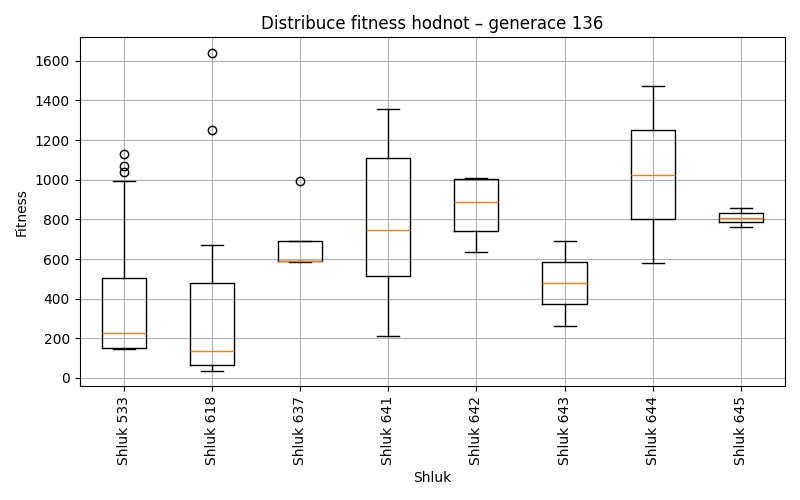 Distribuce fitness hodnot – generace 136
Fitness
1600
1400
1200
1000
800
600
400
200
0
Shluk 533
Shluk 618
Shluk 637
Shluk 641
Shluk 642
Shluk 643
Shluk 644
Shluk 645
Shluk